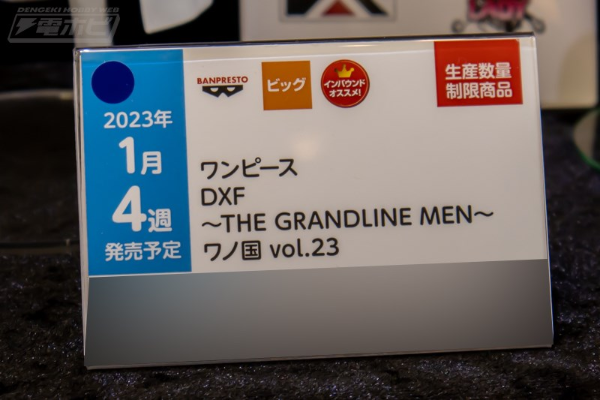 DENGEKI HOBBY WEB
電ホビ
2023年
1月
4週
発売予定
BANPRESTO
ビッグ
インバウンド
オススメ!
生産数量
制限商品
ワンピース
DXF
～THE GRANDLINE MEN～
ワノ国 vol.23